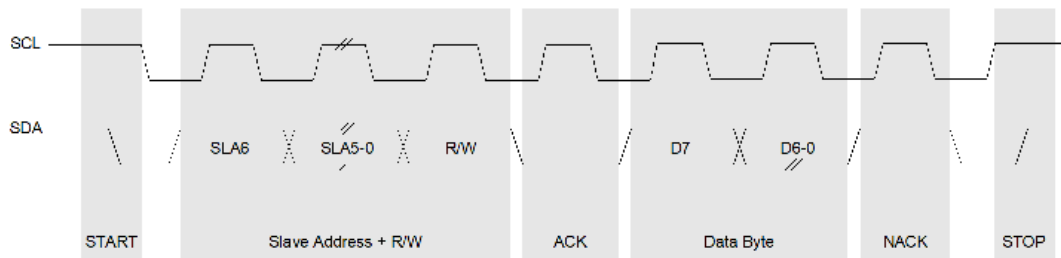 SCL
SDA
SLA6 SLA5-0 R/W D7 D6-0
START Slave Address + R/W ACK Data Byte NACK STOP